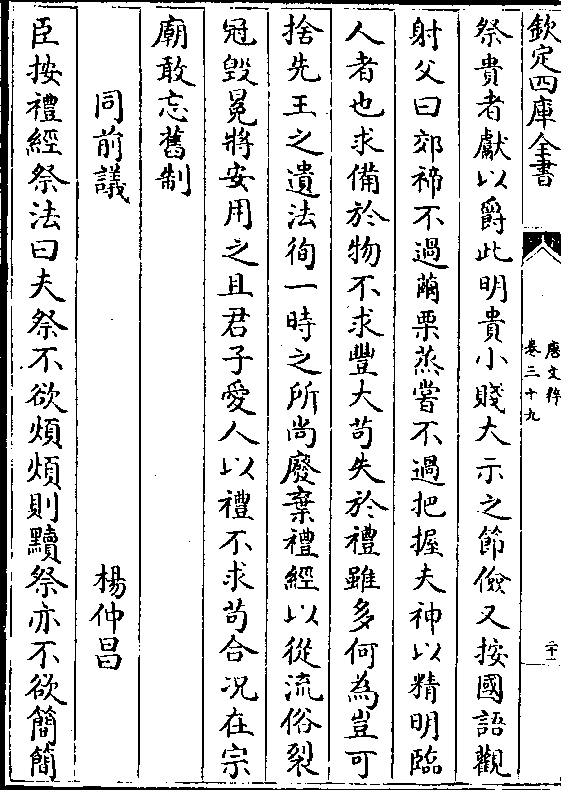 欽定四庫全書
唐文粹
卷三十九
二十一
祭貴者獻以爵此明貴小賤大示之節儉又按國語觀
射父曰郊禘不過繭栗蒸嘗不過把握夫神以精明臨
人者也求備於物不求豐大苟失於禮雖多何為豈可
捨先王之遺法徇一時之所尚廢棄禮經以從流俗裂
冠毀冕將安用之且君子愛人以禮不求苟合况在宗
廟敢忘舊制
同前議
楊仲昌
臣按禮經祭法曰夫祭不欲煩煩則黷祭亦不欲簡簡